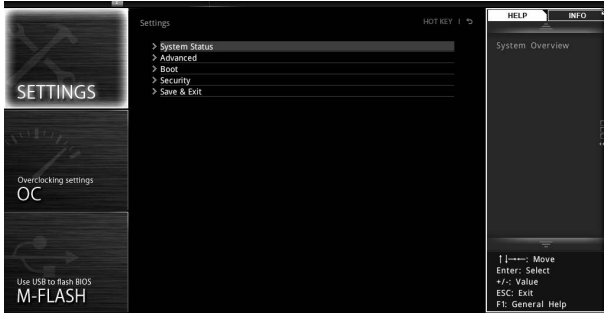 Settings
HOT KEY |
HELP
INFO
> System Status
> Advanced
> Boot
> Security
> Save & Exit
SETTINGS
Overclocking settings
OC
Use USB to flash BIOS
M-FLASH
System Overview
↑↓→←: Move
Enter: Select
+/-: Value
ESC: Exit
F1: General Help